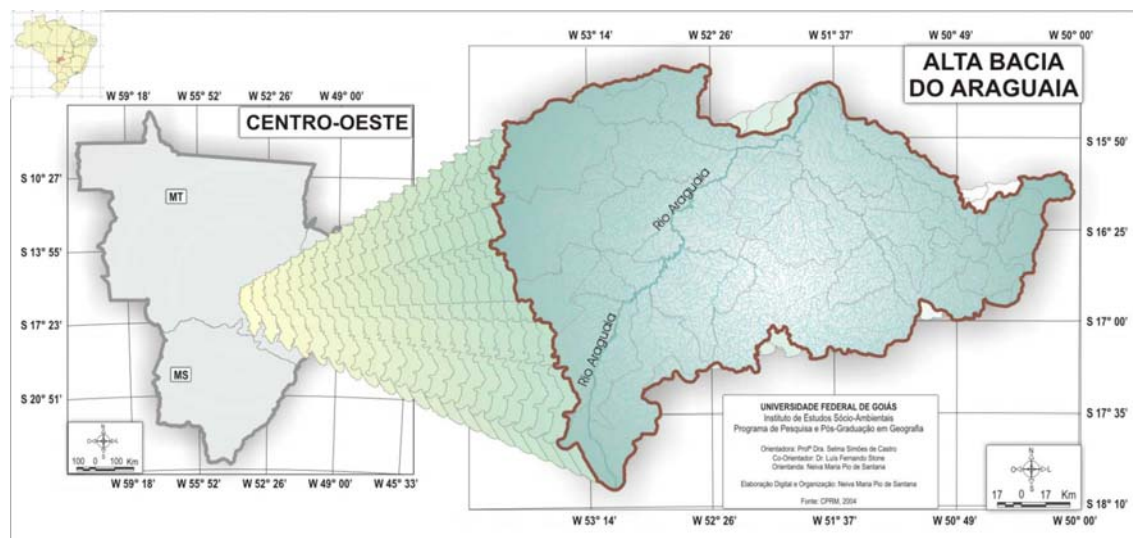 W 53° 14'
W 52° 26'
W 51° 37'
W 50° 49'
W 50° 00'
ALTA BACIA
DO ARAGUAIA
W 59° 18'
W 55° 52'
W 52° 26'
W 49° 00'
CENTRO-OESTE
S 10° 27'
S 13° 55'
S 17° 23'
S 20° 51'
MT
MS
100 0 100 Km
W 59° 18'
W 55° 52'
W 52° 26'
W 49° 00'
W 45° 33'
Rio Araguaia
Rio Araguaia
S 15° 50'
S 16° 25'
S 17° 00'
S 17° 35'
S 18° 10'
UNIVERSIDADE FEDERAL DE GOIÁS
Instituto de Estudos Sócio-Ambientais
Programa de Pesquisa e Pós-Graduação em Geografia
Orientadora: Profª Dra. Selma Simões de Castro
Co-Orientador: Dr. Luís Fernando Stone
Orientanda: Neiva Maria Pio de Santana
Elaboração Digital e Organização: Neiva Maria Pio de Santana
Fonte: CPRM, 2004
N
O L
S
17 0 17 Km
W 53° 14'
W 52° 26'
W 51° 37'
W 50° 49'
W 50° 00'